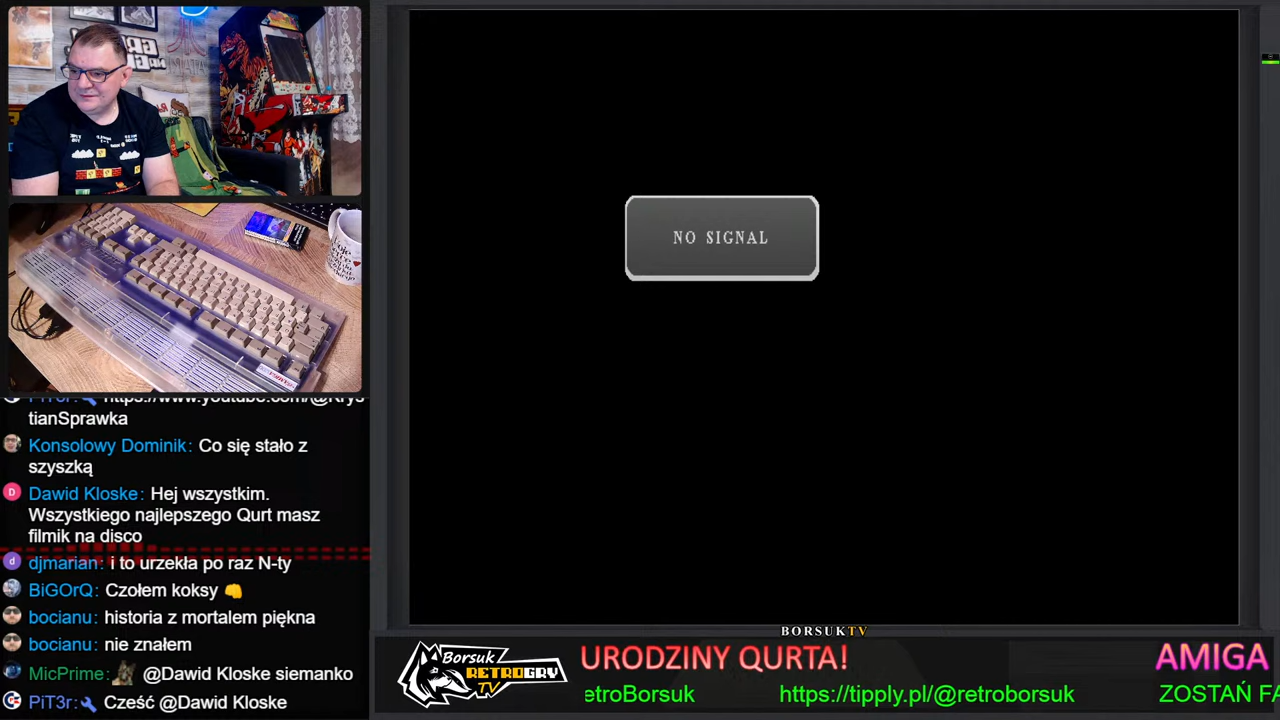 NO SIGNAL
tianSprawka
Konsolowy Dominik: Co się stało z
szyszką
Dawid Kloske: Hej wszystkim.
Wszystkiego najlepszego Qurt masz
filmik na disco
djmarian: i to urzekła po raz N-ty
BiGOrQ: Czołem koksy 👊
bocianu: historia z mortalem piękna
bocianu: nie znałem
MicPrime: @Dawid Kloske siemanko
PiT3r: Cześć @Dawid Kloske
BORSUKTV
Borsuk
RETROGRY
TV
URODZINY QURTA!
AMIGA
etroBorsuk
https://tipply.pl/@retroborsuk
ZOSTAŃ FA